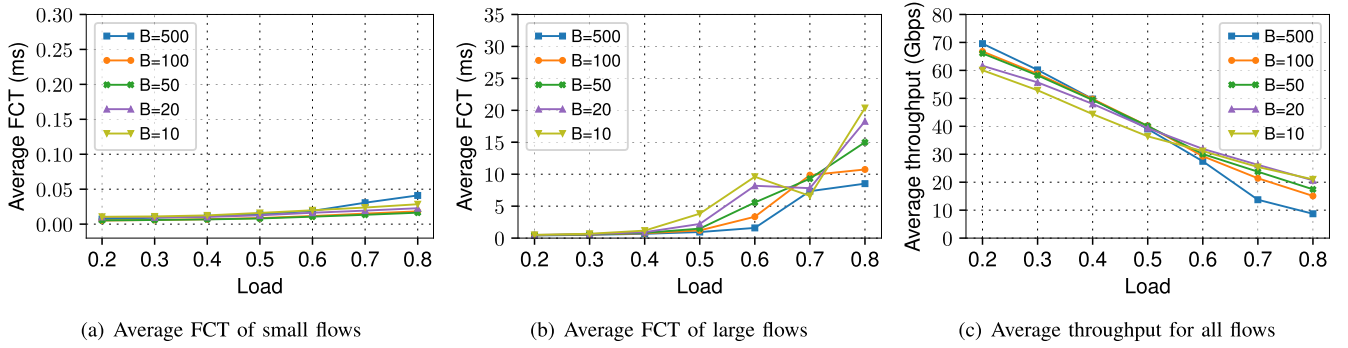 Average FCT (ms)
0.30
0.25
0.20
0.15
0.10
0.05
0.00
B=500
B=100
B=50
B=20
B=10
0.2 0.3 0.4 0.5 0.6 0.7 0.8
Load
(a) Average FCT of small flows
Average FCT (ms)
35
30
25
20
15
10
5
0
B=500
B=100
B=50
B=20
B=10
0.2 0.3 0.4 0.5 0.6 0.7 0.8
Load
(b) Average FCT of large flows
Average throughput (Gbps)
80
70
60
50
40
30
20
10
0
B=500
B=100
B=50
B=20
B=10
0.2 0.3 0.4 0.5 0.6 0.7 0.8
Load
(c) Average throughput for all flows